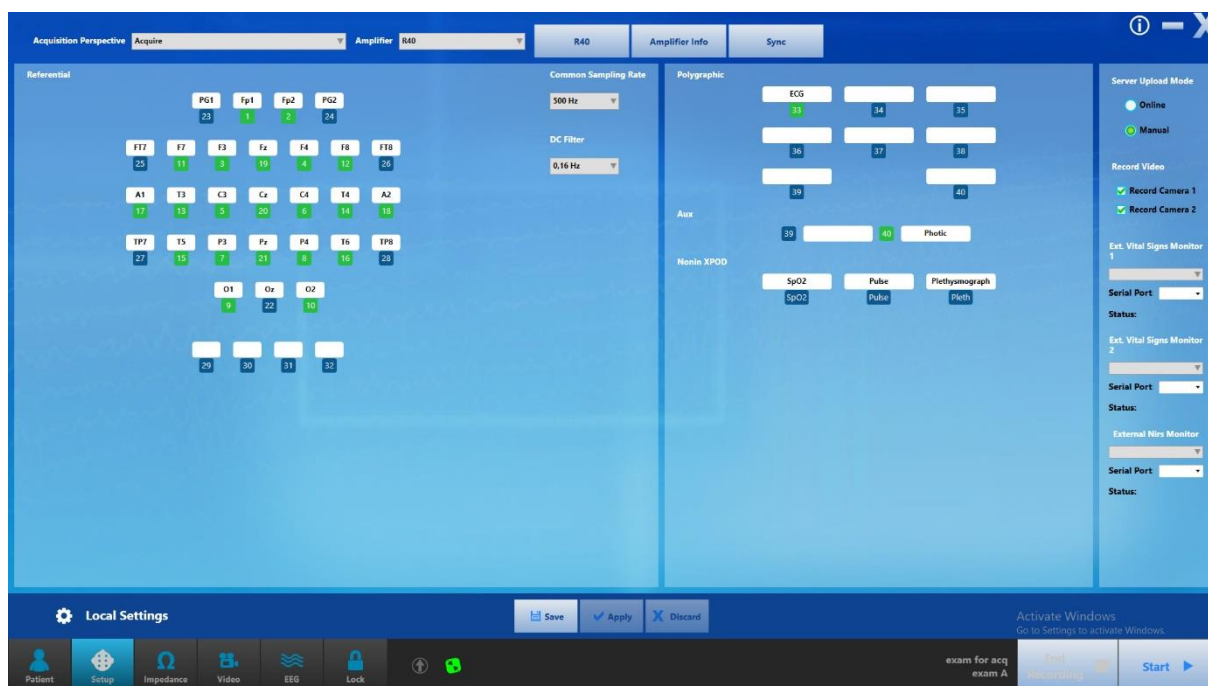 Acquisition Perspective Acquire Amplifier R40 R40 Amplifier Info Sync
Referential
PG1 Fp1 Fp2 PG2
23 1 2 24
FT7 F7 F3 Fz F4 F8 FT8
25 11 3 19 4 12 26
A1 T3 C3 Cz C4 T4 A2
17 13 5 20 6 14 18
TP7 T5 P3 Pz P4 T6 TP8
27 15 7 21 8 16 28
O1 Oz O2
9 22 10
29 30 31 32
Common Sampling Rate
500 Hz
DC Filter
0,16 Hz
Polygraphic
ECG
33 34 35
36 37 38
39 40
Aux
39 40 Photic
Nonin XPOD
SpO2 Pulse Plethysmograph
SpO2 Pulse Pleth
Server Upload Mode
Online
Manual
Record Video
Record Camera 1
Record Camera 2
Ext. Vital Signs Monitor
1
Serial Port
Status:
Ext. Vital Signs Monitor
2
Serial Port
Status:
External Nirs Monitor
Serial Port
Status:
Local Settings
Save Apply Discard
Activate Windows
Go to Settings to activate Windows.
Patient Setup Impedance Video EEG Lock
exam for acq
exam A
End
Recording
Start